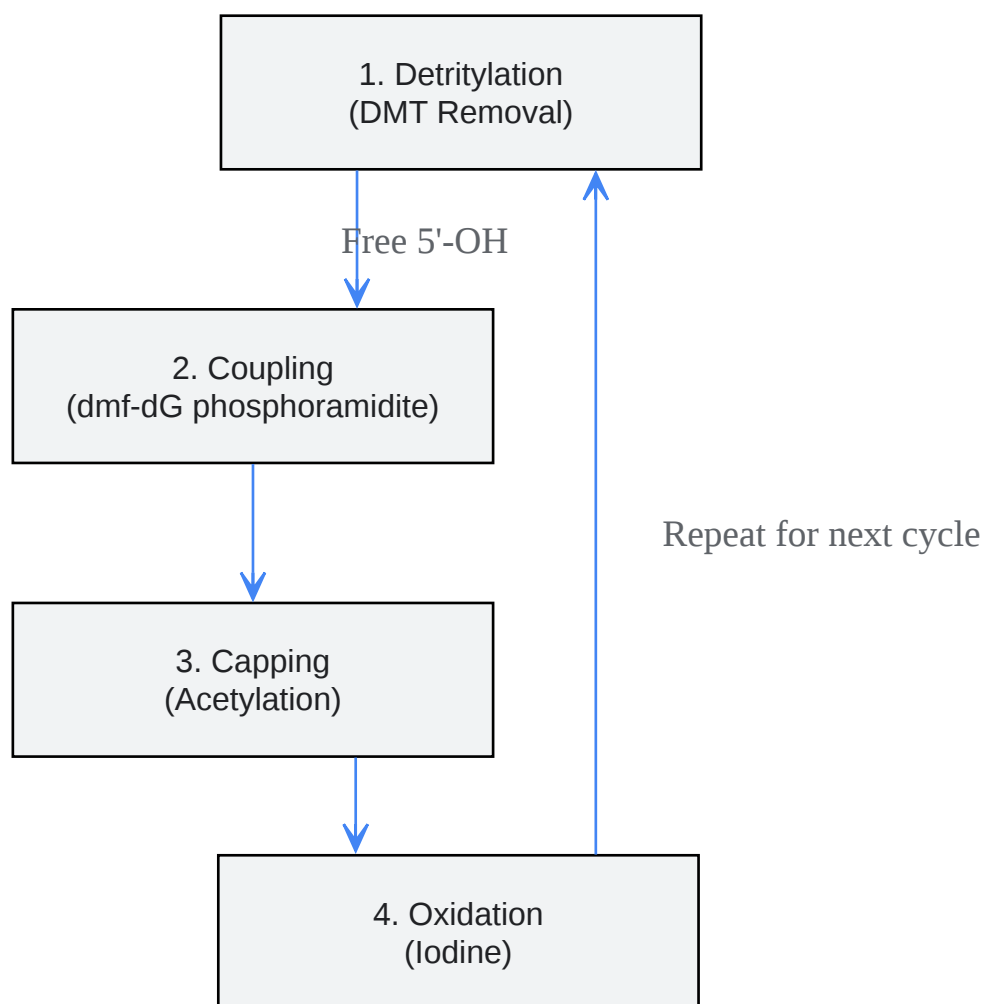 1. Detritylation
(DMT Removal)
Free 5'-OH
2. Coupling
(dmf-dG phosphoramidite)
Repeat for next cycle
3. Capping
(Acetylation)
4. Oxidation
(Iodine)